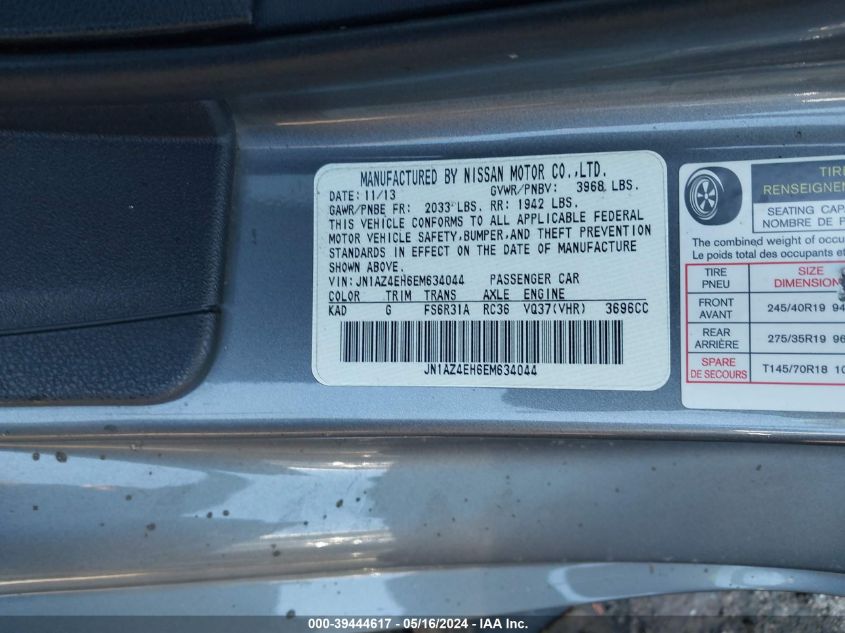 MANUFACTURED BY NISSAN MOTOR CO.,LTD.
DATE: 11/13 GVWR/PNBV: 3968 LBS.
GAWR/PNBE FR: 2033 LBS. RR: 1942 LBS.
THIS VEHICLE CONFORMS TO ALL APPLICABLE FEDERAL
MOTOR VEHICLE SAFETY,BUMPER,AND THEFT PREVENTION
STANDARDS IN EFFECT ON THE DATE OF MANUFACTURE
SHOWN ABOVE.
VIN: JN1AZ4EH6EM634044 PASSENGER CAR
COLOR TRIM TRANS AXLE ENGINE
KAD G FS6R31A RC36 VQ37(VHR) 3696CC
JN1AZ4EH6EM634044
TIRE
RENSEIGNEM
SEATING CAP
NOMBRE DE P
The combined weight of occu
Le poids total des occupants et
TIRE SIZE
PNEU DIMENSION
FRONT
AVANT 245/40R19 94
REAR
ARRIÈRE 275/35R19 96
SPARE
DE SECOURS T145/70R18 10
000-39444617 - 05/16/2024 - IAA Inc.